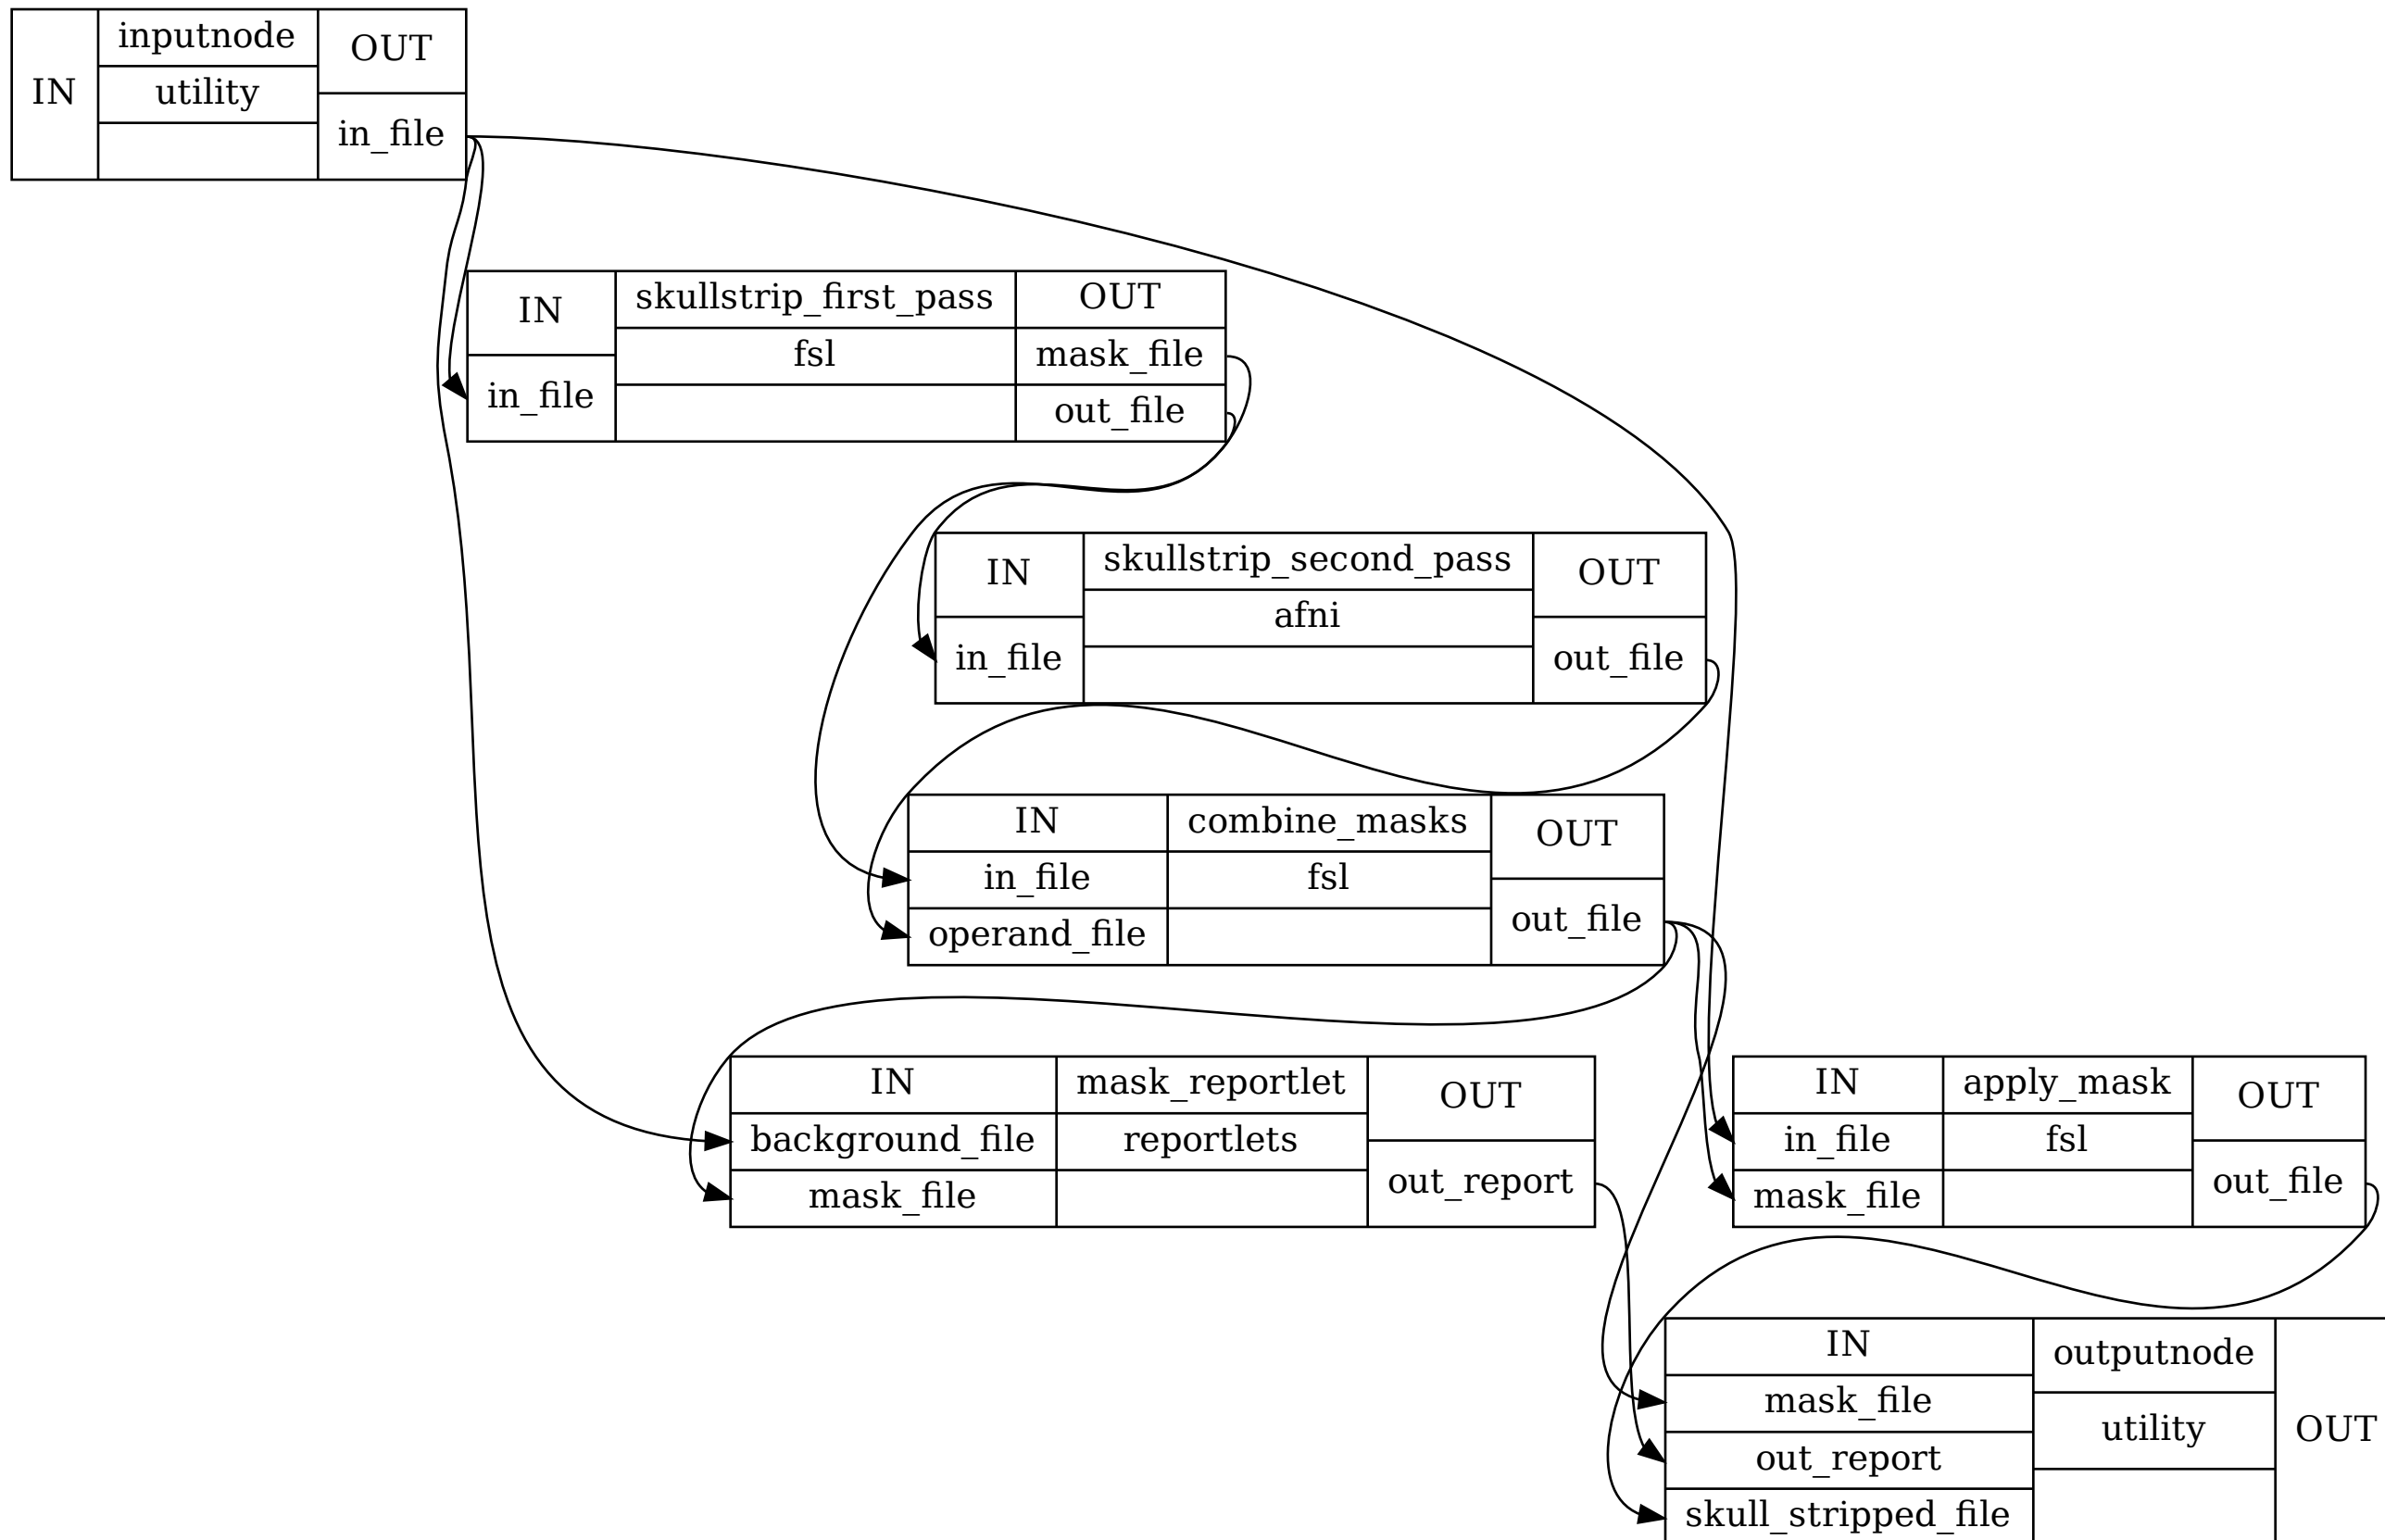 IN
inputnode
utility
OUT
in_file
IN
in_file
skullstrip_first_pass
fsl
OUT
mask_file
out_file
IN
in_file
skullstrip_second_pass
afni
OUT
out_file
IN
in_file
operand_file
combine_masks
fsl
OUT
out_file
IN
background_file
mask_file
mask_reportlet
reportlets
OUT
out_report
IN
in_file
mask_file
apply_mask
fsl
OUT
out_file
IN
mask_file
out_report
skull_stripped_file
outputnode
utility
OUT